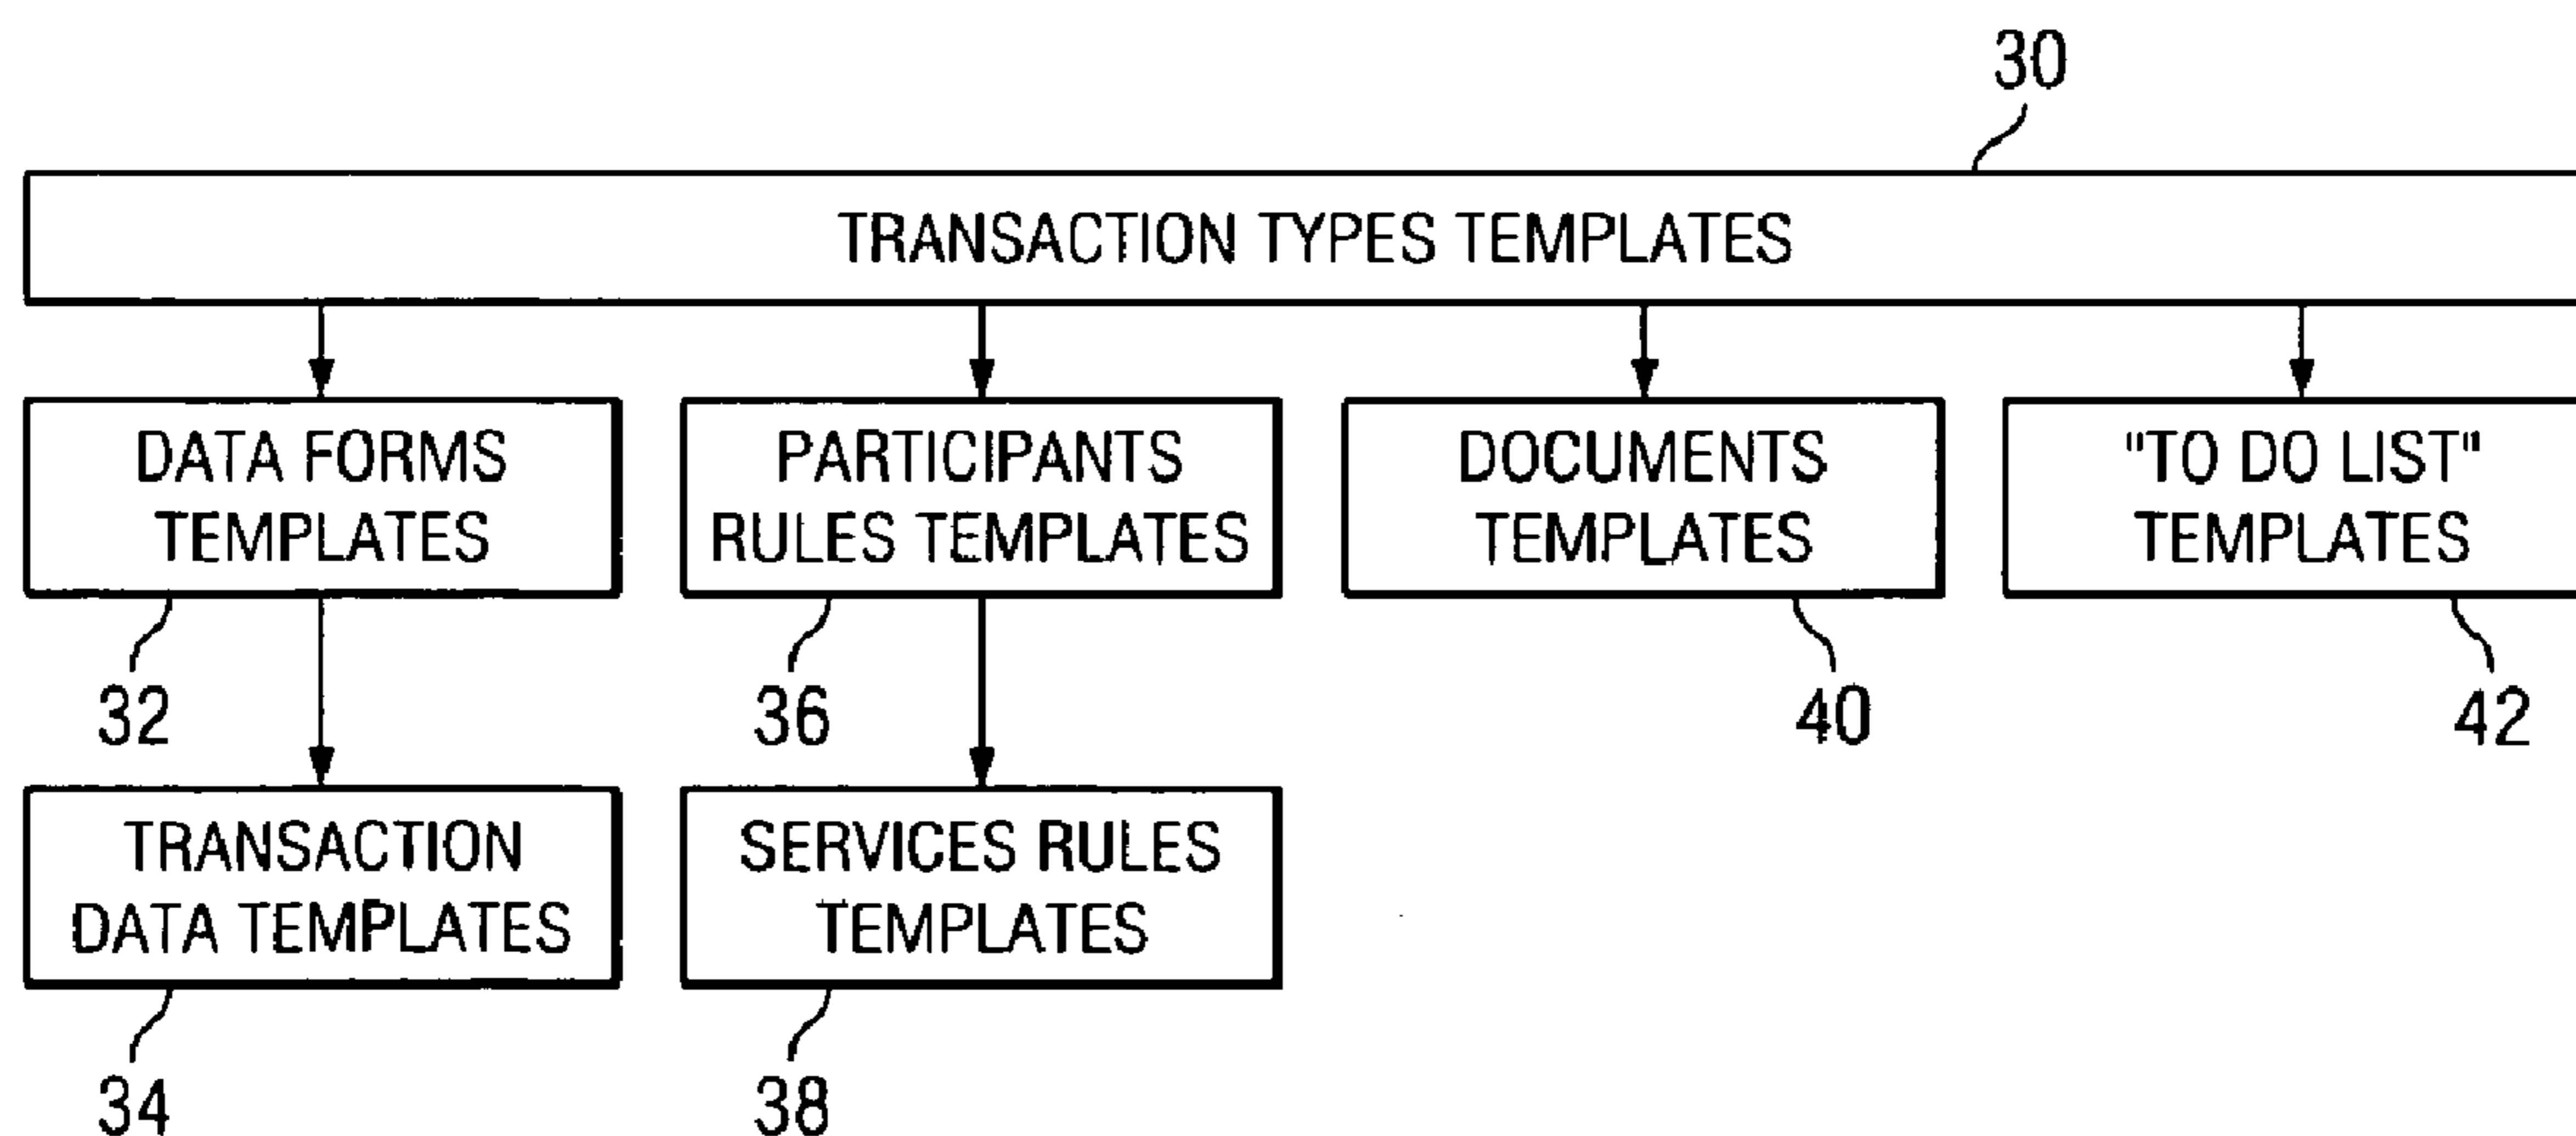 30
TRANSACTION TYPES TEMPLATES
DATA FORMS
TEMPLATES
PARTICIPANTS
RULES TEMPLATES
DOCUMENTS
TEMPLATES
"TO DO LIST"
TEMPLATES
32
36
40
42
TRANSACTION
DATA TEMPLATES
SERVICES RULES
TEMPLATES
34
38